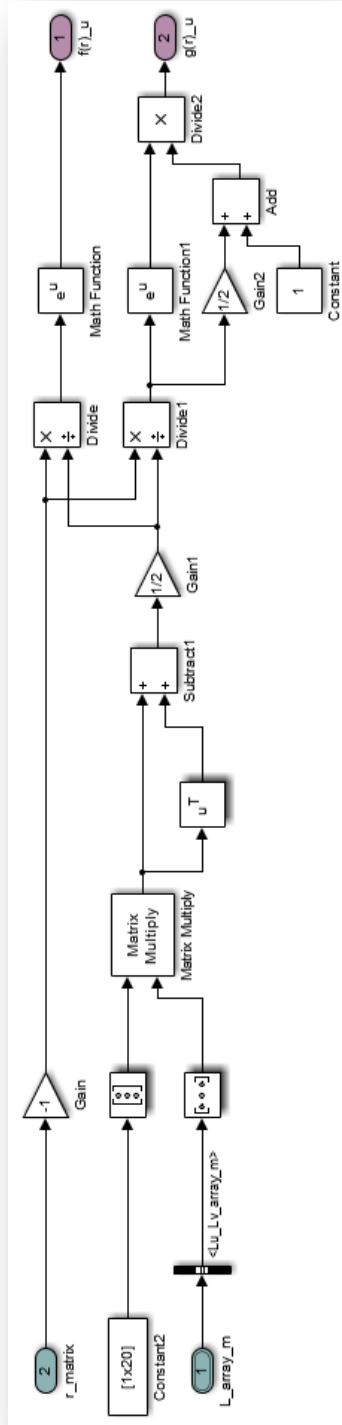 2
r_matrix
-1
Gain
[1x20]
Constant2
1
L_array_m
<Lu_Lv_array_m>
Matrix
Multiply
Matrix Multiply
u^T
+
+
Subtract1
1/2
Gain1
×
÷
Divide
×
÷
Divide1
e^u
Math Function
e^u
Math Function1
1/2
Gain2
1
Constant
+
+
Add
×
Divide2
1
f(r)_u
2
g(r)_u